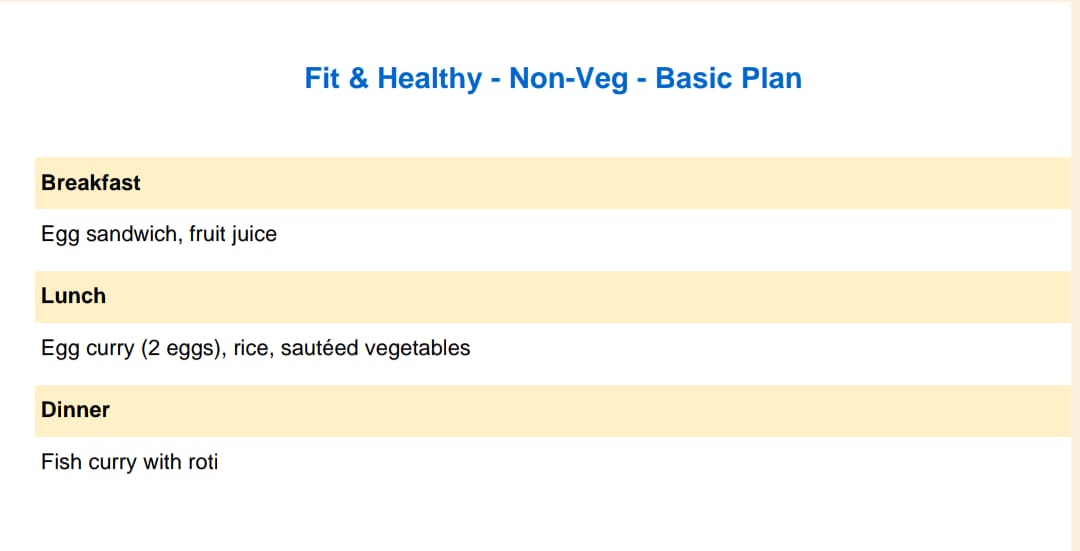 Fit & Healthy - Non-Veg - Basic Plan
Breakfast
Egg sandwich, fruit juice
Lunch
Egg curry (2 eggs), rice, sautéed vegetables
Dinner
Fish curry with roti